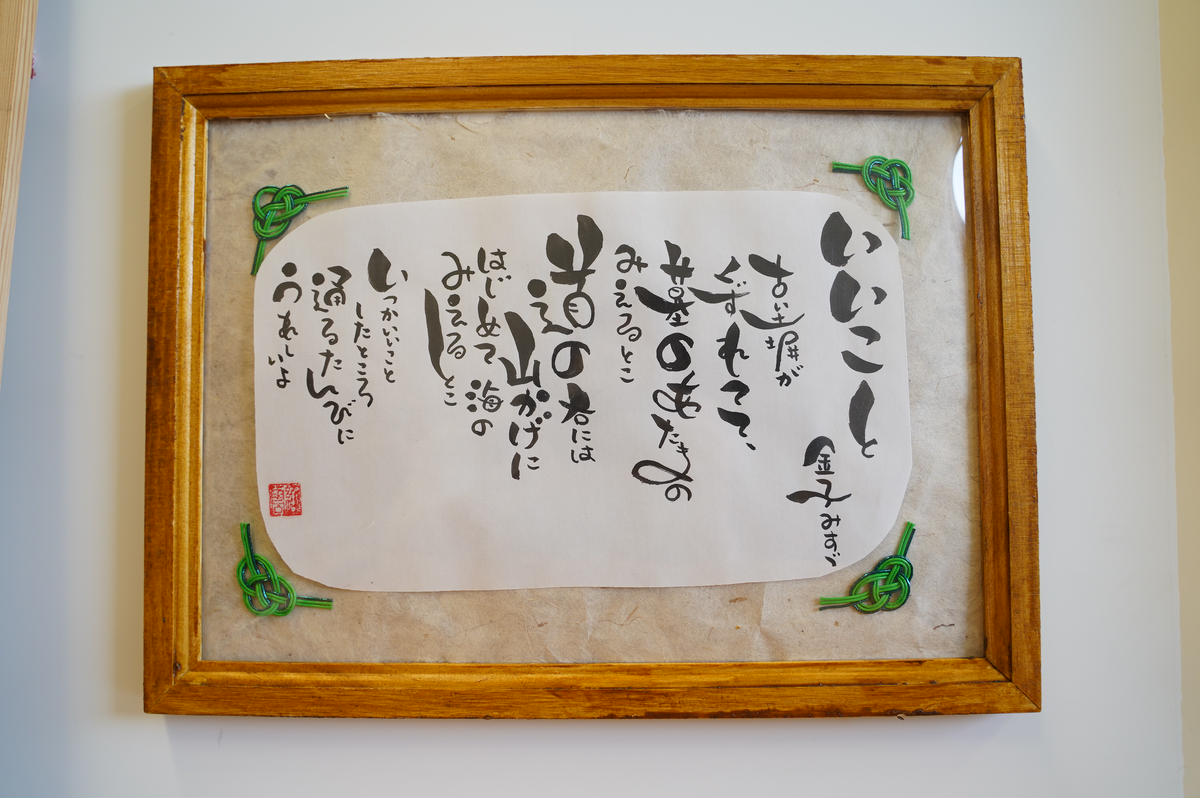 いいこと
金子みすゞ
古い土塀が
くずれてて、
墓のあたまの
みえるとこ
道の右には
山かげに
はじめて海の
みえるとこ
いつかいいこと
したところ
通るたんびに
うれしいよ